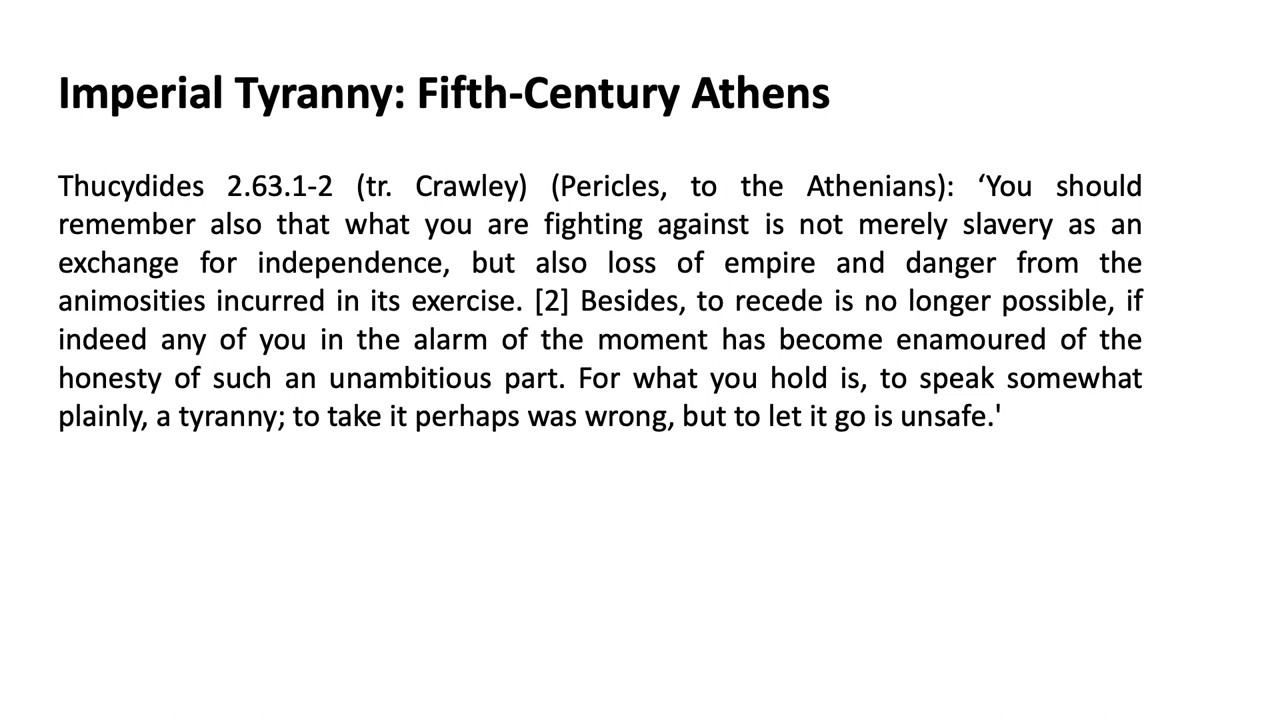 Imperial Tyranny: Fifth-Century Athens
Thucydides 2.63.1-2 (tr. Crawley) (Pericles, to the Athenians): ‘You should
remember also that what you are fighting against is not merely slavery as an
exchange for independence, but also loss of empire and danger from the
animosities incurred in its exercise. [2] Besides, to recede is no longer possible, if
indeed any of you in the alarm of the moment has become enamoured of the
honesty of such an unambitious part. For what you hold is, to speak somewhat
plainly, a tyranny; to take it perhaps was wrong, but to let it go is unsafe.'